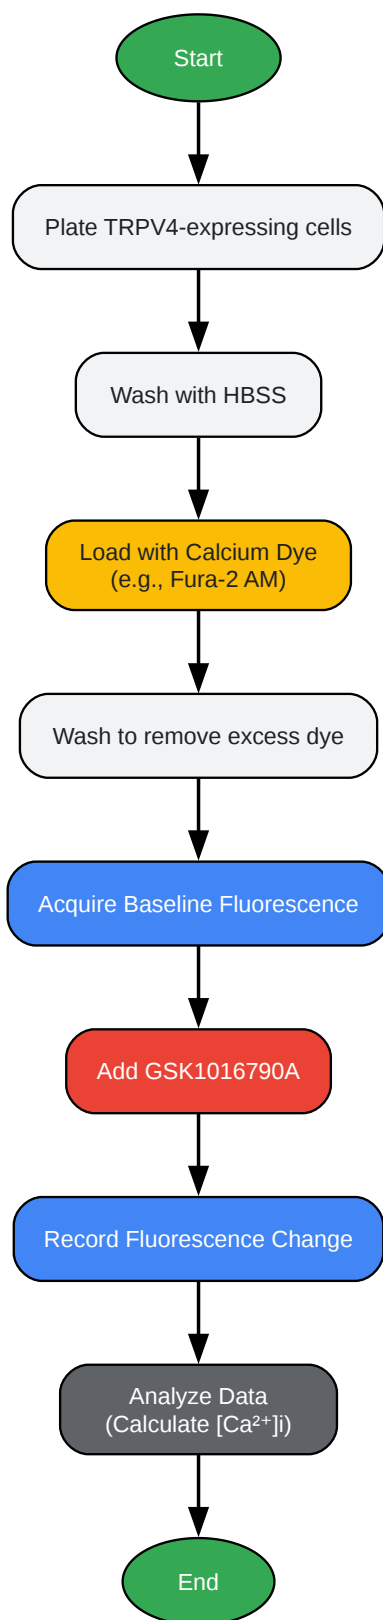 Start
Plate TRPV4-expressing cells
Wash with HBSS
Load with Calcium Dye
(e.g., Fura-2 AM)
Wash to remove excess dye
Acquire Baseline Fluorescence
Add GSK1016790A
Record Fluorescence Change
Analyze Data
(Calculate [Ca²⁺]i)
End